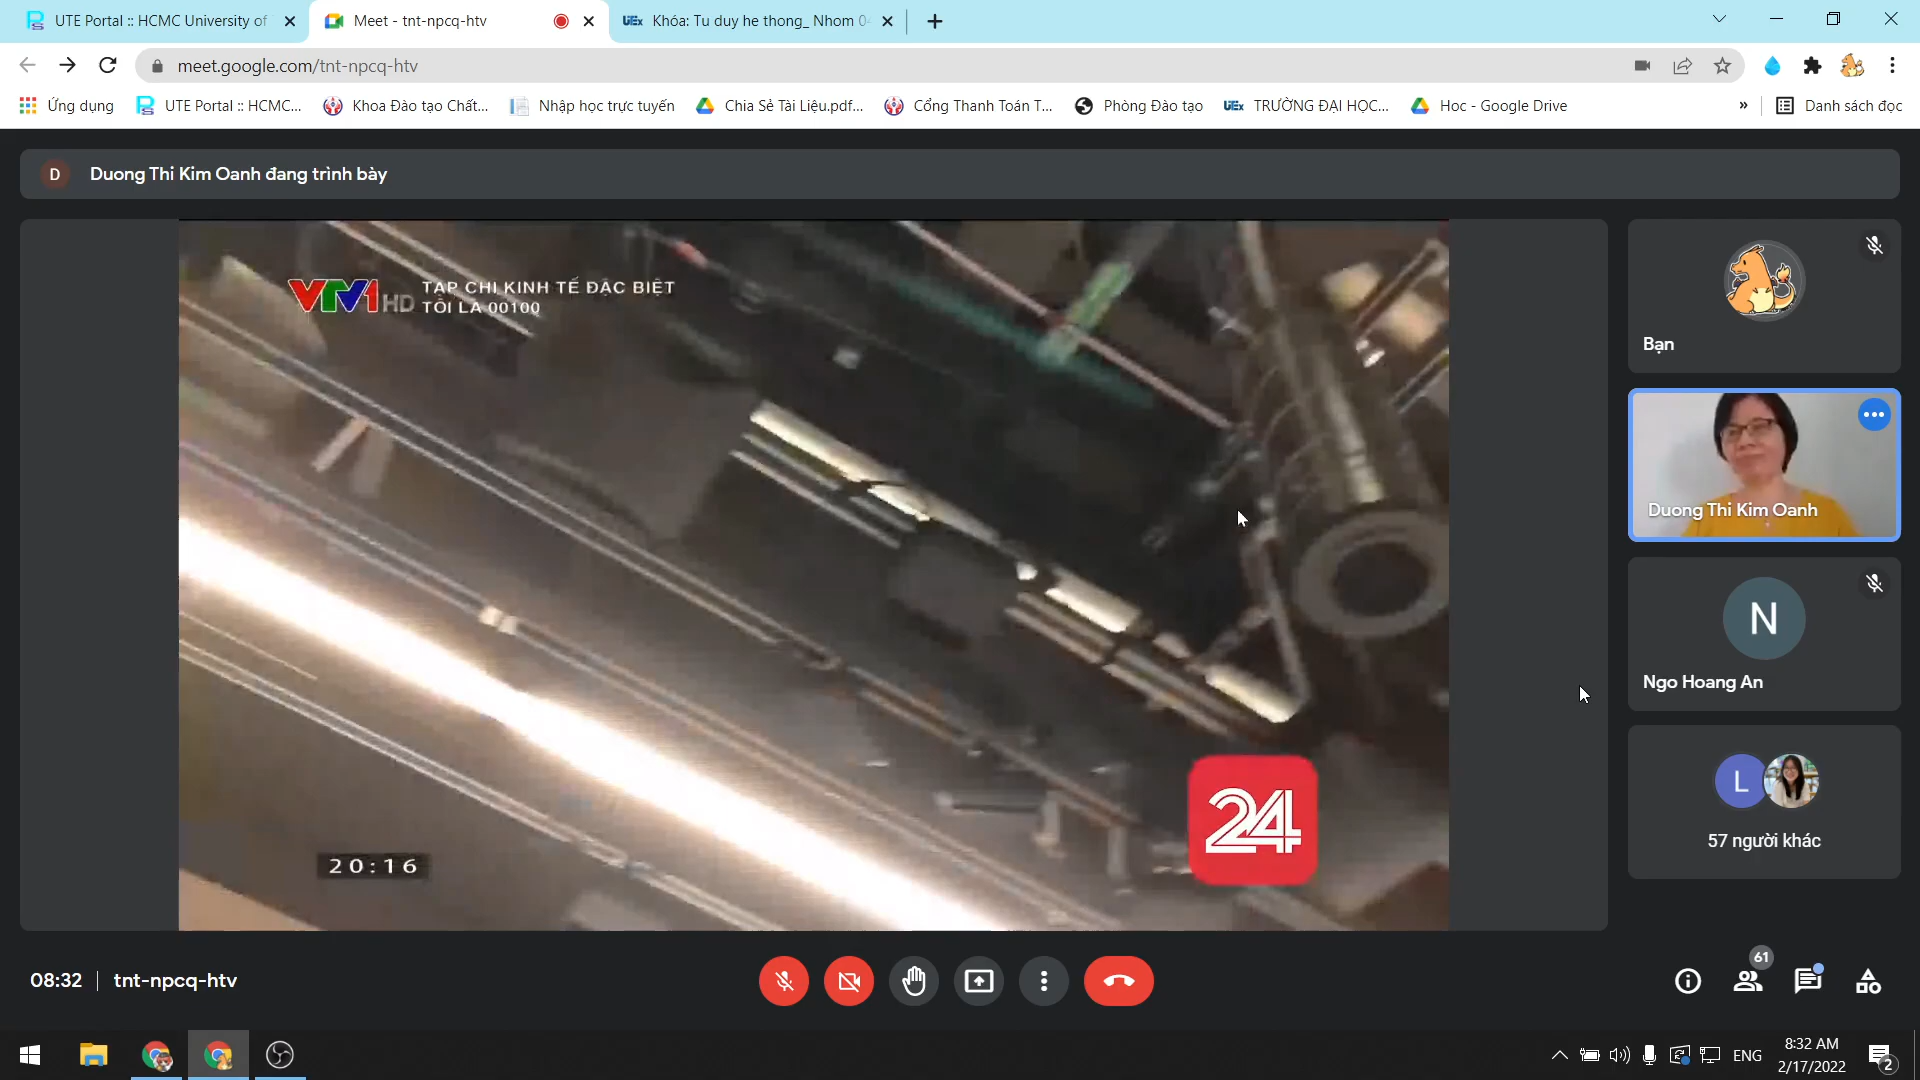 UTE Portal :: HCMC University of
Meet - tnt-npcq-htv
UEx Khóa: Tu duy he thong_ Nhom 04
meet.google.com/tnt-npcq-htv
Ứng dụng
UTE Portal :: HCMC...
Khoa Đào tạo Chất...
Nhập học trực tuyến
Chia Sẻ Tài Liệu.pdf...
Cổng Thanh Toán T...
Phòng Đào tạo
UEx TRƯỜNG ĐẠI HỌC...
Hoc - Google Drive
»
Danh sách đọc
D Duong Thi Kim Oanh đang trình bày
VTV1 HD
TẠP CHÍ KINH TẾ ĐẶC BIỆT
TÔI LÀ 00100
24
20:16
Bạn
Duong Thi Kim Oanh
N
Ngo Hoang An
L
57 người khác
08:32 | tnt-npcq-htv
61
ENG
8:32 AM
2/17/2022
2